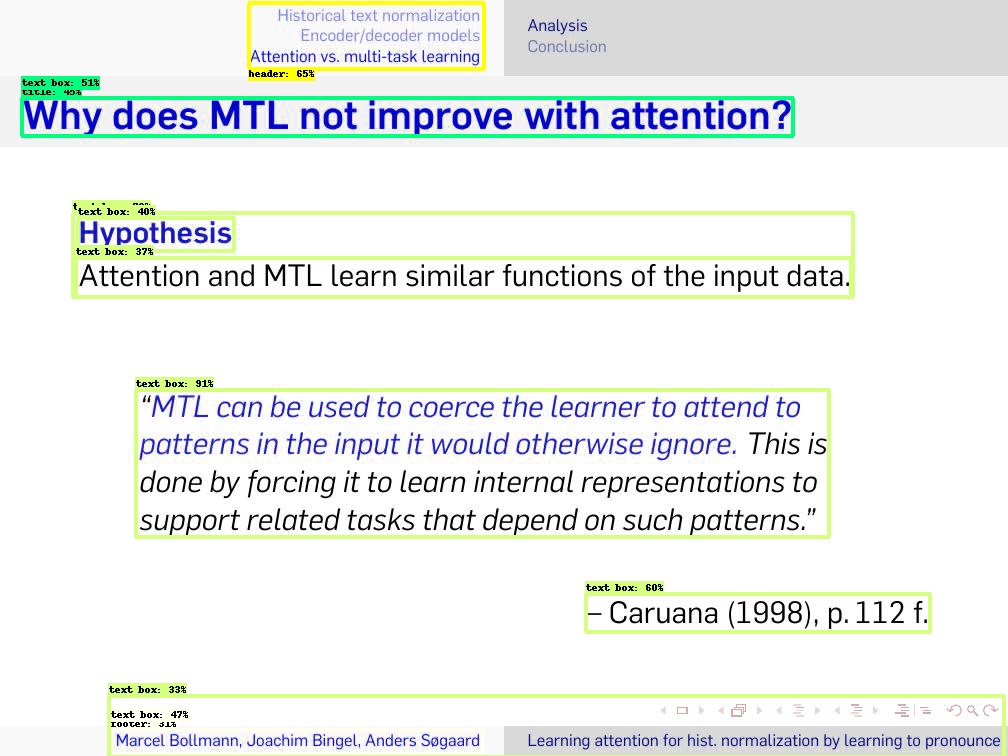 Historical text normalization
Encoder/decoder models
Attention vs. multi-task learning
Analysis
Conclusion
header: 65%
text box: 51%
title: 45%
Why does MTL not improve with attention?
text box: 40%
Hypothesis
text box: 37%
Attention and MTL learn similar functions of the input data.
text box: 91%
“MTL can be used to coerce the learner to attend to
patterns in the input it would otherwise ignore. This is
done by forcing it to learn internal representations to
support related tasks that depend on such patterns.”
text box: 60%
– Caruana (1998), p. 112 f.
text box: 33%
text box: 47%
footer: 31%
Marcel Bollmann, Joachim Bingel, Anders Søgaard
Learning attention for hist. normalization by learning to pronounce